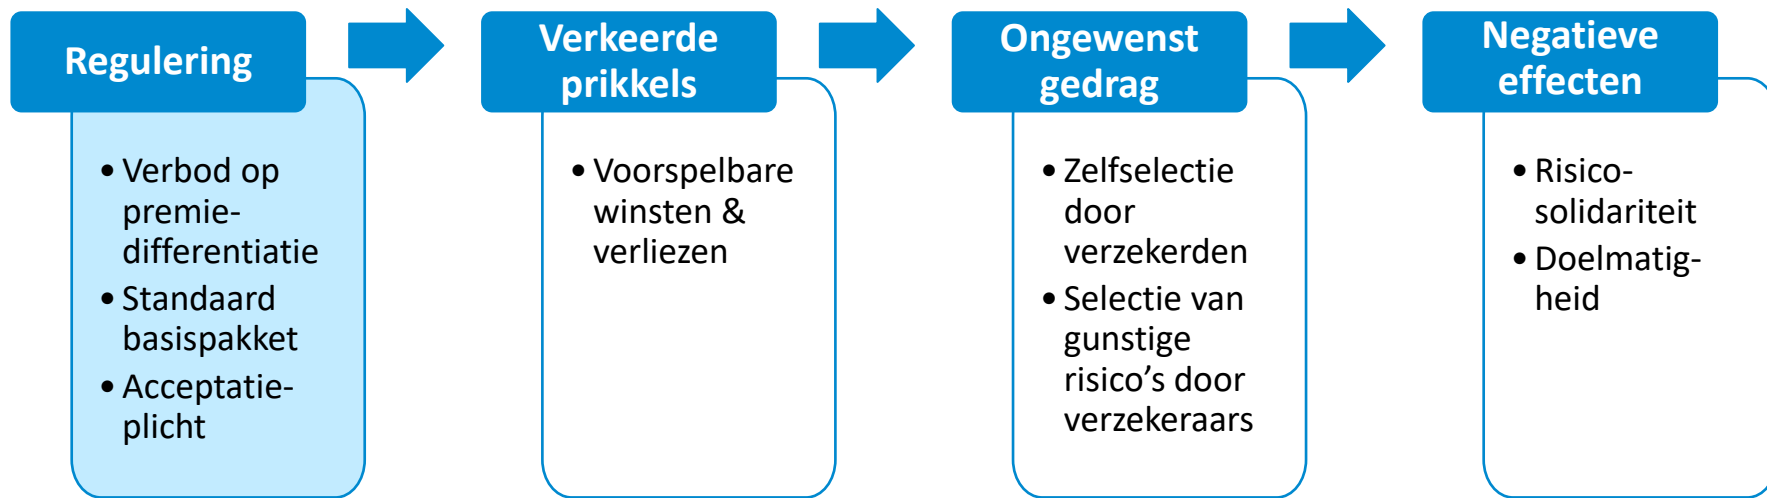 Regulering
• Verbod op
premie-
differentiatie
• Standaard
basispakket
• Acceptatie-
plicht
Verkeerde
prikkels
• Voorspelbare
winsten &
verliezen
Ongewenst
gedrag
• Zelfselectie
door
verzekerden
• Selectie van
gunstige
risico’s door
verzekeraars
Negatieve
effecten
• Risico-
solidariteit
• Doelmatig-
heid